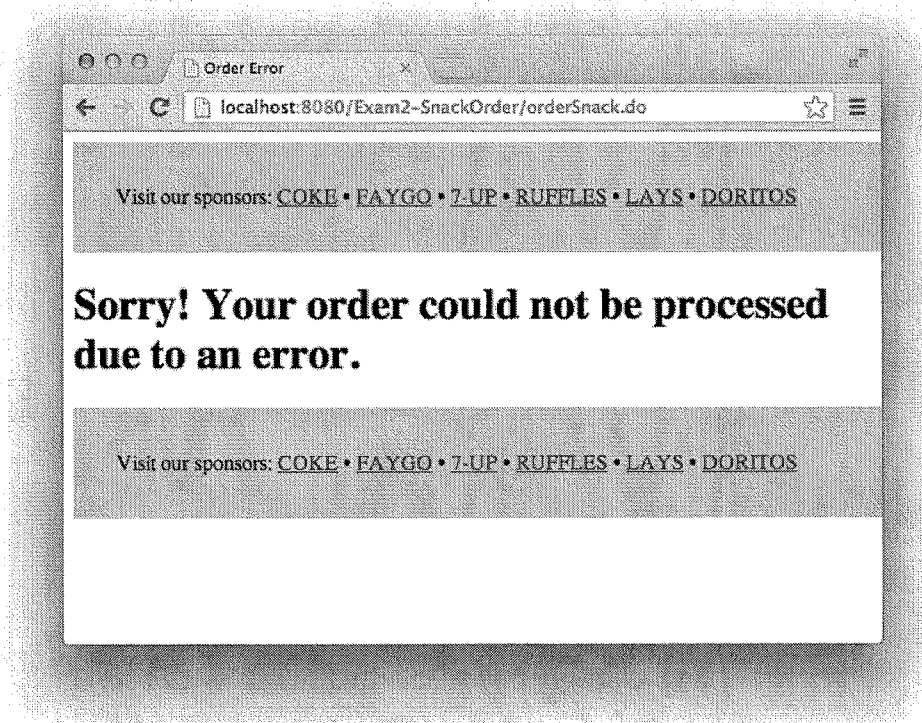 Order Error
localhost:8080/Exam2-SnackOrder/orderSnack.do
Visit our sponsors: COKE • FAYGO • 7-UP • RUFFLES • LAYS • DORITOS
Sorry! Your order could not be processed
due to an error.
Visit our sponsors: COKE • FAYGO • 7-UP • RUFFLES • LAYS • DORITOS